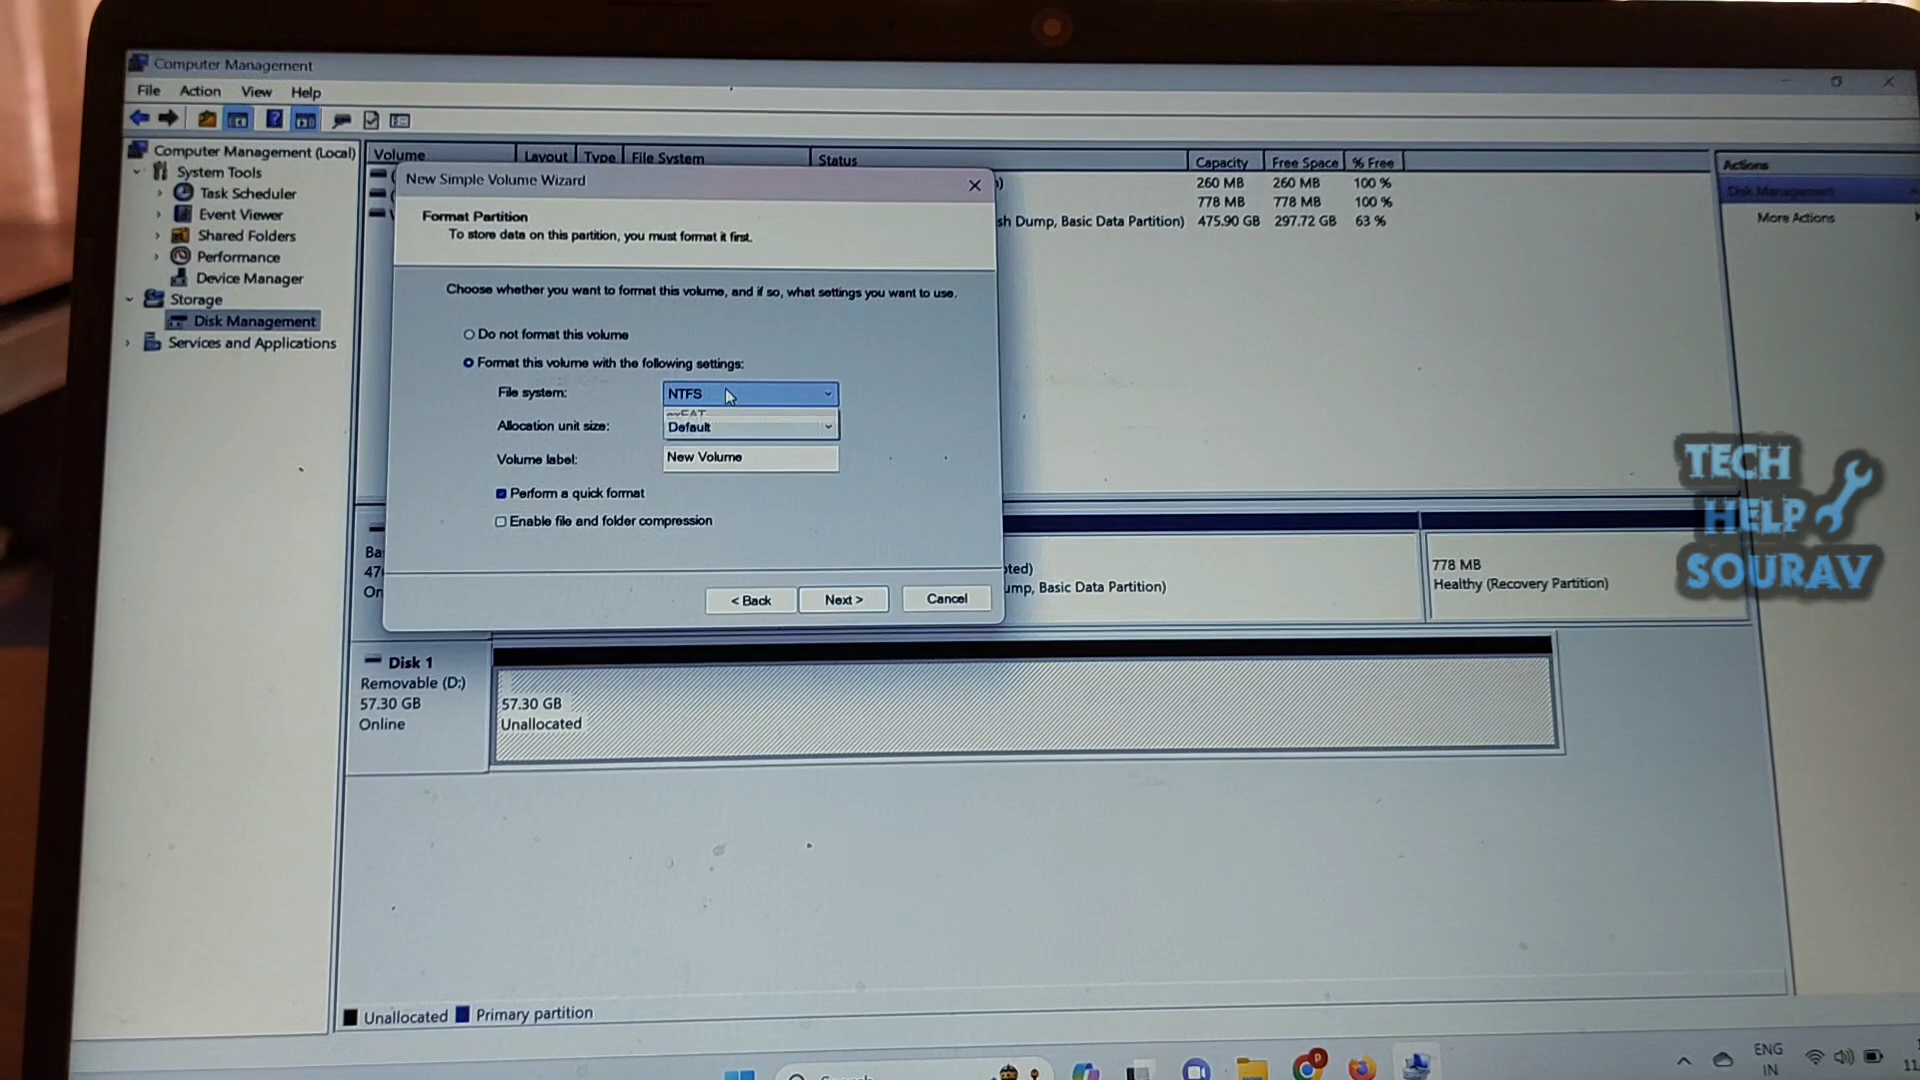 Computer Management
File Action View Help
Computer Management (Local)
System Tools
Task Scheduler
Event Viewer
Shared Folders
Performance
Device Manager
Storage
Disk Management
Services and Applications
Volume Layout Type File System Status Capacity Free Space % Free
260 MB 260 MB 100 %
778 MB 778 MB 100 %
sh Dump, Basic Data Partition) 475.90 GB 297.72 GB 63 %
Actions
Disk Management
More Actions
New Simple Volume Wizard
Format Partition
To store data on this partition, you must format it first.
Choose whether you want to format this volume, and if so, what settings you want to use.
Do not format this volume
Format this volume with the following settings:
File system: NTFS
Allocation unit size: Default
Volume label: New Volume
Perform a quick format
Enable file and folder compression
< Back Next > Cancel
Ba
47
On
oted)
ump, Basic Data Partition)
778 MB
Healthy (Recovery Partition)
TECH
HELP
SOURAV
Disk 1
Removable (D:)
57.30 GB
Online
57.30 GB
Unallocated
Unallocated Primary partition
ENG
IN